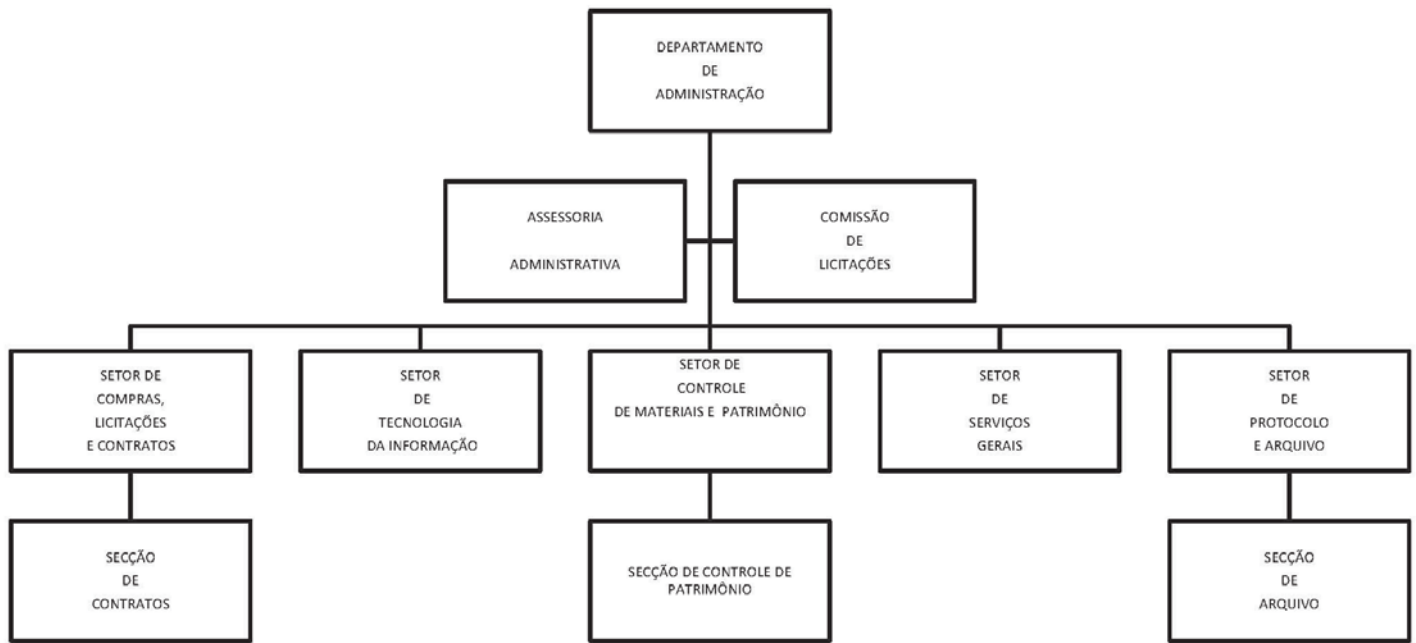 DEPARTAMENTO
DE
ADMINISTRAÇÃO
ASSESSORIA
ADMINISTRATIVA
COMISSÃO
DE
LICITAÇÕES
SETOR DE
COMPRAS,
LICITAÇÕES
E CONTRATOS
SETOR
DE
TECNOLOGIA
DA INFORMAÇÃO
SETOR DE
CONTROLE
DE MATERIAIS E PATRIMÔNIO
SETOR
DE
SERVIÇOS
GERAIS
SETOR
DE
PROTOCOLO
E ARQUIVO
SECÇÃO
DE
CONTRATOS
SECÇÃO DE CONTROLE DE
PATRIMÔNIO
SECÇÃO
DE
ARQUIVO